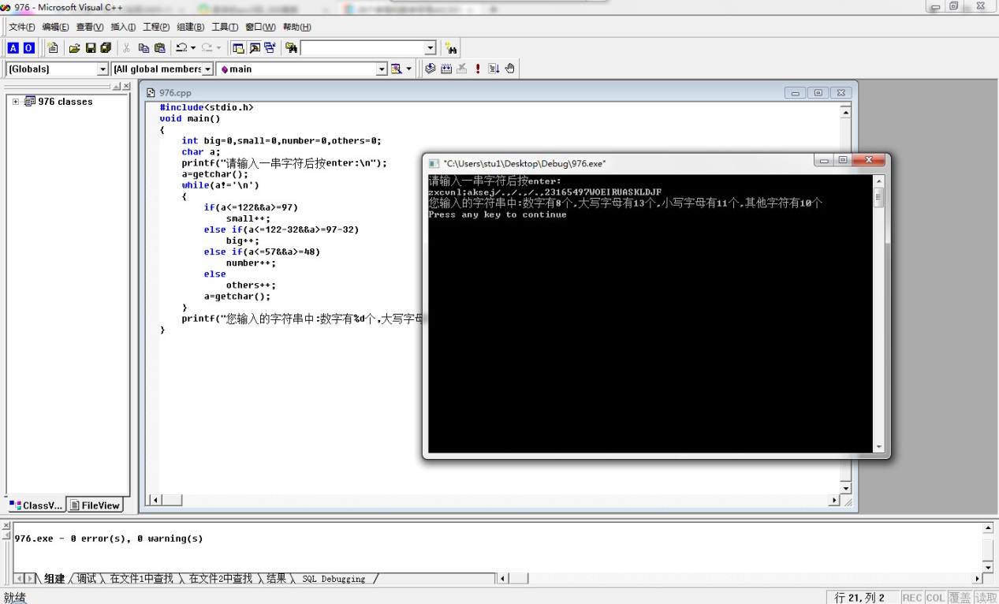 976 - Microsoft Visual C++
文件(F) 编辑(E) 查看(V) 插入(I) 工程(P) 组建(B) 工具(T) 窗口(W) 帮助(H)
A O
(Globals) (All global members main
976 classes
976.cpp
#include<stdio.h>
void main()
{
int big=0,small=0,number=0,others=0;
char a;
printf("请输入一串字符后按enter:\n");
a=getchar();
while(a!='\n')
{
if(a<=122&&a>=97)
small++;
else if(a<=122-32&&a>=97-32)
big++;
else if(a<=57&&a>=48)
number++;
else
others++;
a=getchar();
}
printf("您输入的字符串中:数字有%d个,大写字母
}
"C:\Users\stu1\Desktop\Debug\976.exe"
请输入一串字符后按enter:
zxcvnl;aksej/.,/.,/.,23165497WOEIRUASKLDJF
您输入的字符串中:数字有8个,大写字母有13个,小写字母有11个,其他字符有10个
Press any key to continue
ClassV... FileView
976.exe - 0 error(s), 0 warning(s)
组建 调试 在文件1中查找 在文件2中查找 结果 SQL Debugging
就绪 行 21,列 2 REC COL 覆盖 读取